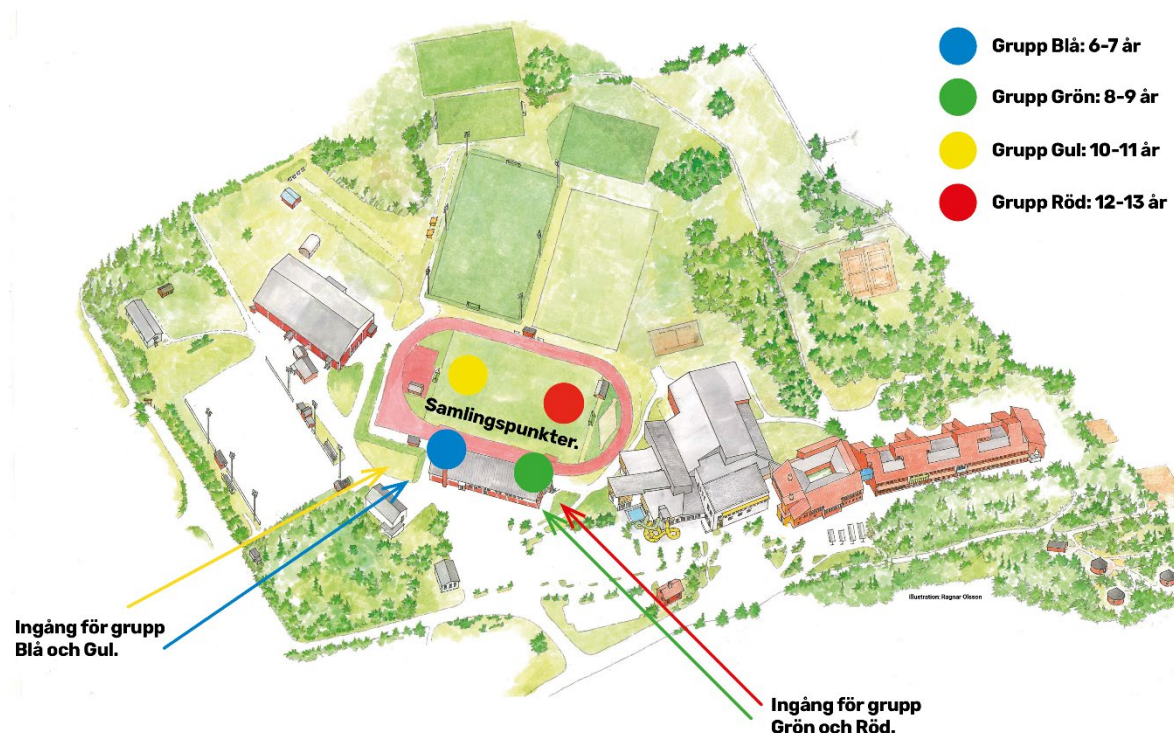 Grupp Blå: 6-7 år
Grupp Grön: 8-9 år
Grupp Gul: 10-11 år
Grupp Röd: 12-13 år
Samlingspunkter.
Illustration: Ragnar Olsson
Ingång för grupp
Blå och Gul.
Ingång för grupp
Grön och Röd.